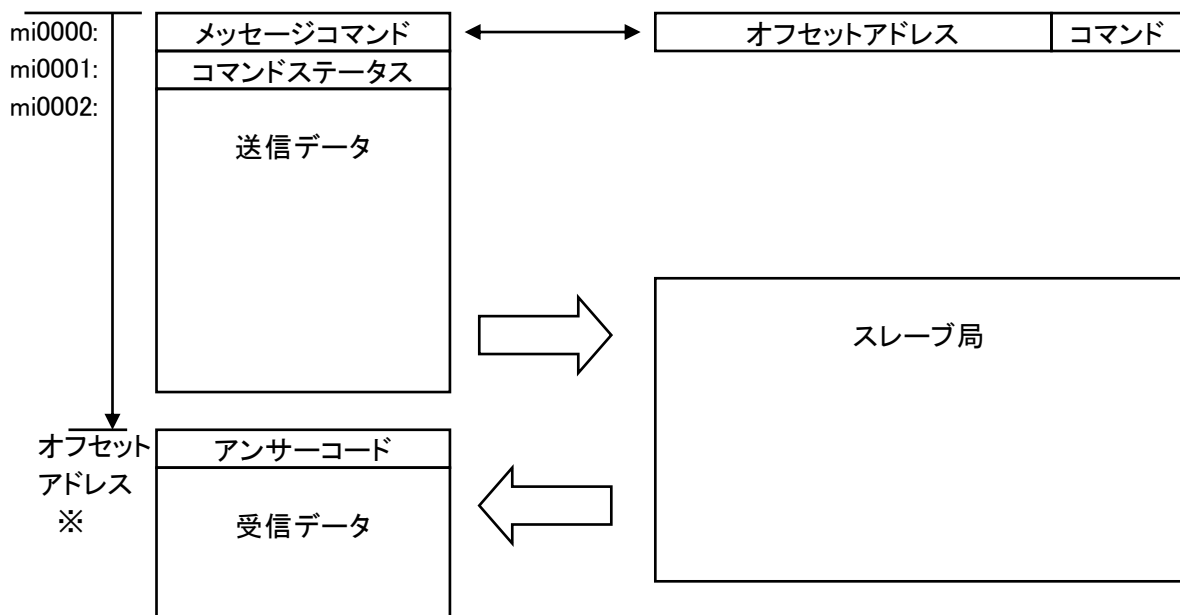 mi0000:
メッセージコマンド
オフセットアドレス
コマンド
mi0001:
コマンドステータス
mi0002:
送信データ
スレーブ局
オフセット
アドレス
※
アンサーコード
受信データ